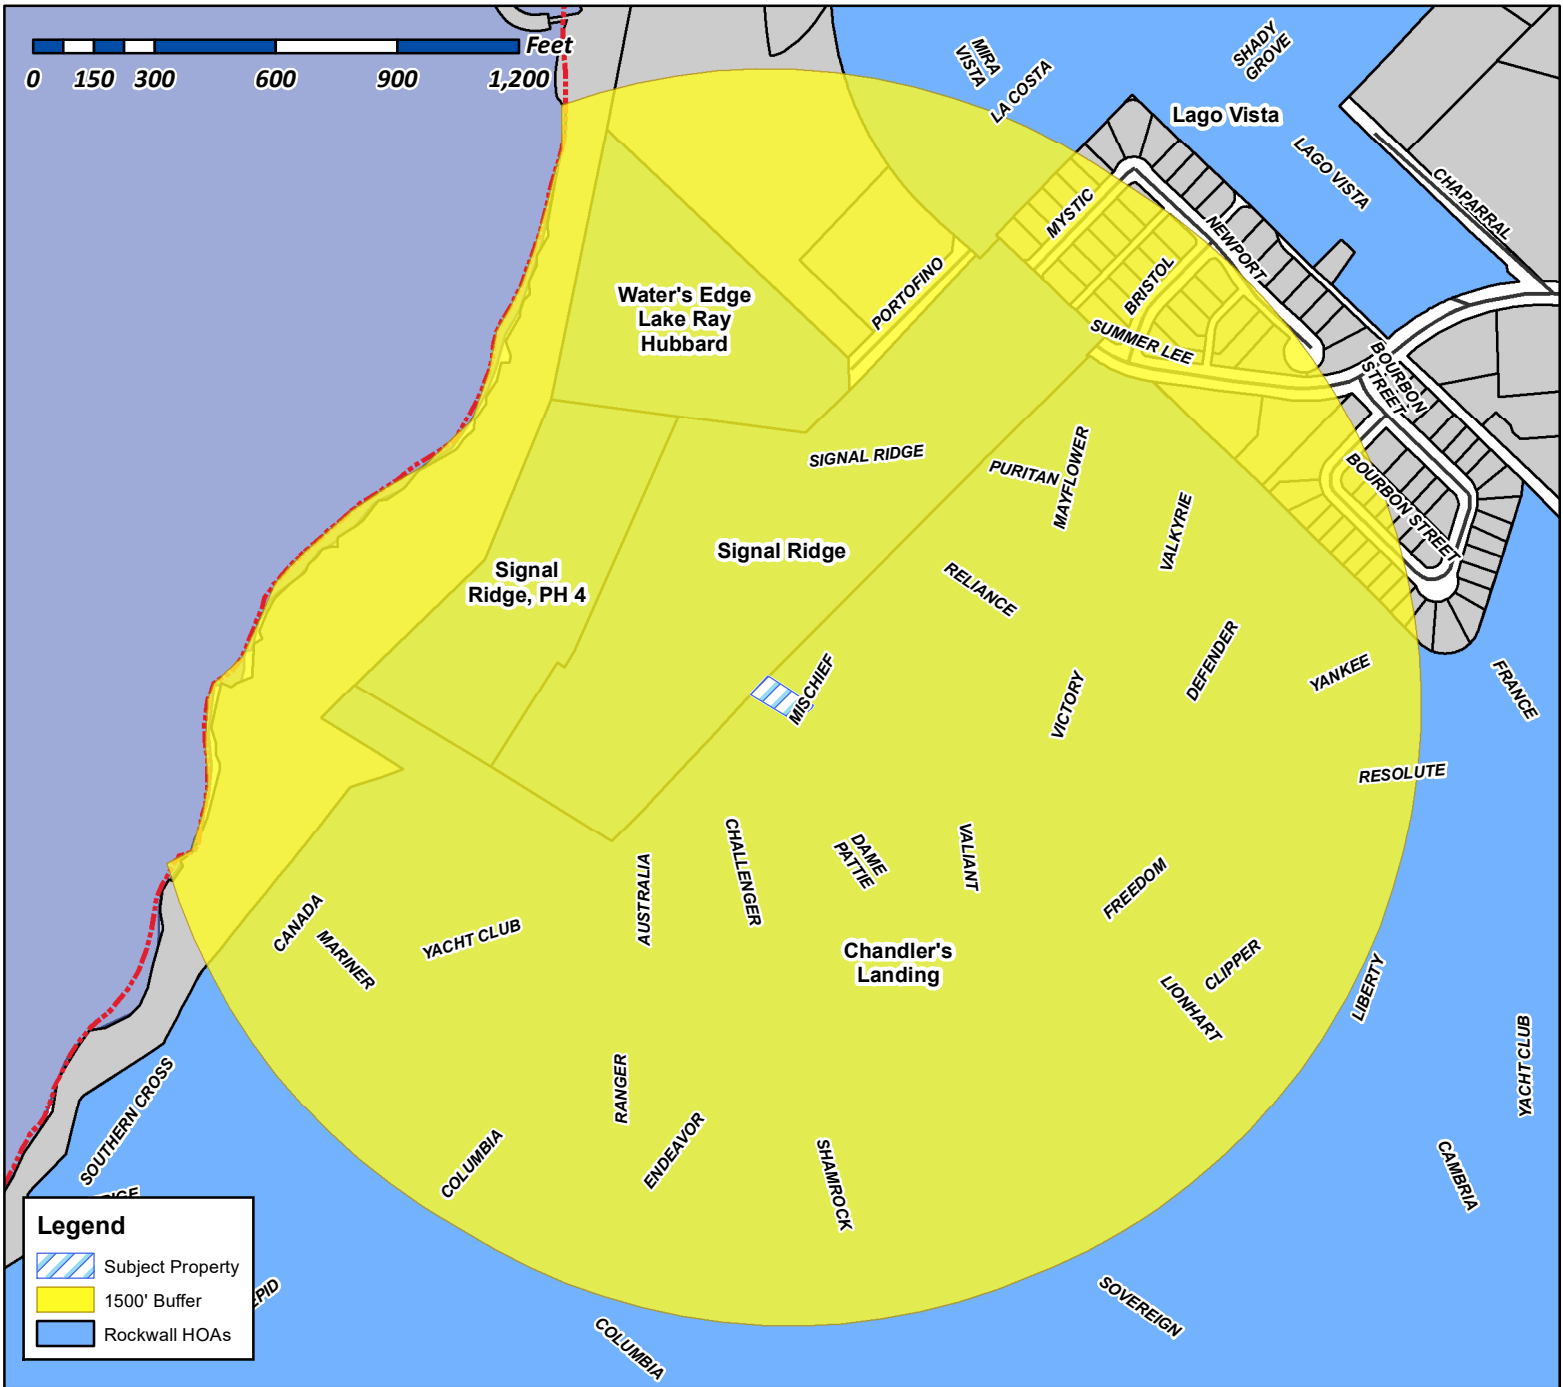 Feet
0 150 300 600 900 1,200
MIRA
VISTA
LA COSTA
SHADY
GROVE
Lago Vista
LAGO VISTA
CHAPARRAL
MYSTIC
NEWPORT
BRISTOL
PORTOFINO
SUMMER LEE
Water's Edge
Lake Ray
Hubbard
BOURBON
STREET
BOURBON STREET
SIGNAL RIDGE
PURITAN
MAYFLOWER
VALKYRIE
Signal Ridge
Signal
Ridge, PH 4
RELIANCE
DEFENDER
YANKEE
FRANCE
MISCHIEF
VICTORY
RESOLUTE
CHALLENGER
DAME
PATTIE
VALIANT
AUSTRALIA
FREEDOM
CANADA
MARINER
YACHT CLUB
Chandler's
Landing
CLIPPER
LIONHART
LIBERTY
YACHT CLUB
SOUTHERN CROSS
RANGER
COLUMBIA
ENDEAVOR
SHAMROCK
CAMBRIA
SOVEREIGN
COLUMBIA
EPID
Legend
Subject Property
1500' Buffer
Rockwall HOAs